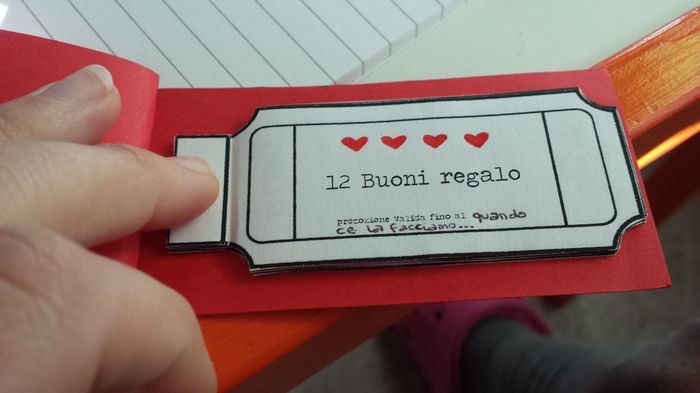 12 Buoni regalo
promozione valida fino al quando
ce la facciamo...